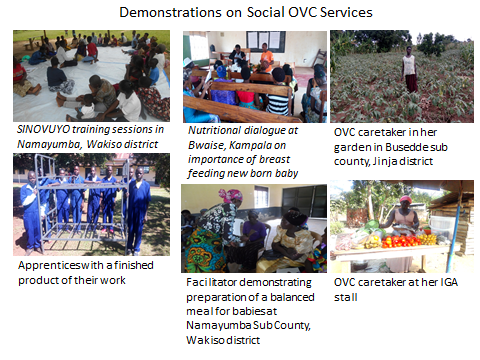 Demonstrations on Social OVC Services
SINOVUYO training sessions in
Namayumba, Wakiso district
Nutritional dialogue at
Bwaise, Kampala on
importance of breast
feeding new born baby
OVC caretaker in her
garden in Busedde sub
county, Jinja district
Apprentices with a finished
product of their work
Facilitator demonstrating
preparation of a balanced
meal for babies at
Namayumba Sub County,
Wakiso district
OVC caretaker at her IGA
stall